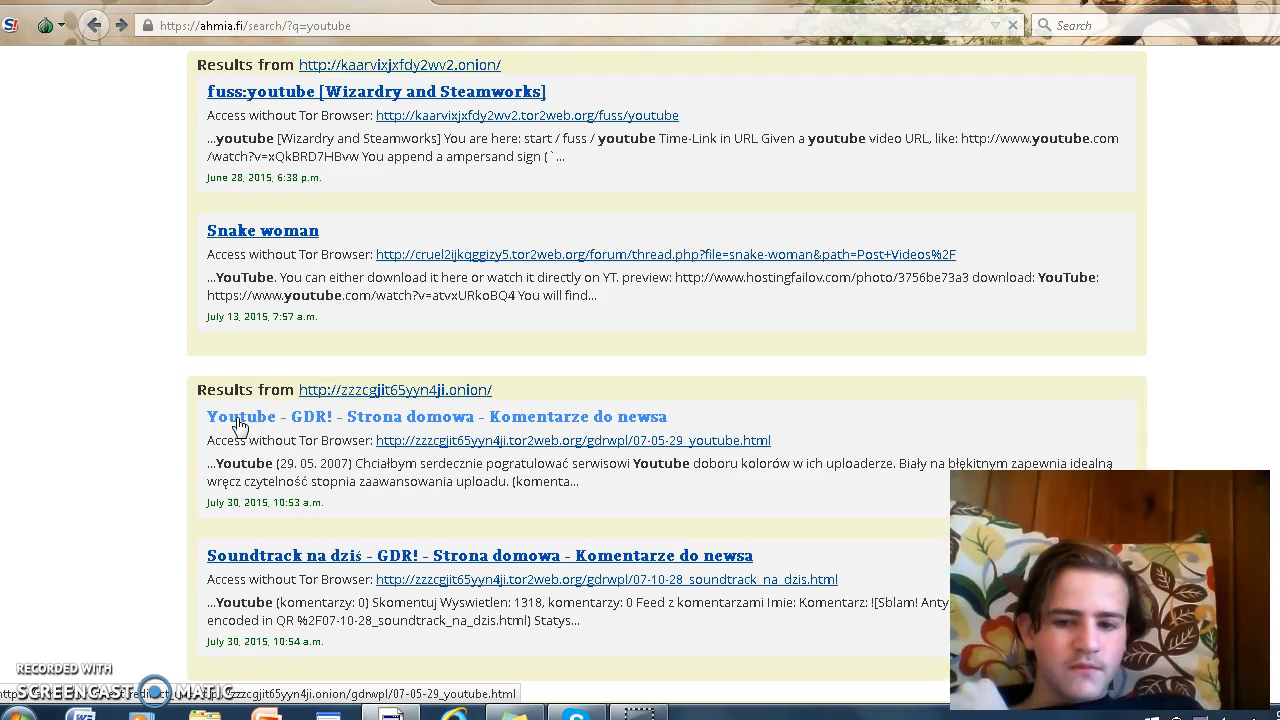 https://ahmia.fi/search/?q=youtube
Search
Results from http://kaarvixjxfdy2wv2.onion/
fuss:youtube [Wizardry and Steamworks]
Access without Tor Browser: http://kaarvixjxfdy2wv2.tor2web.org/fuss/youtube
...youtube [Wizardry and Steamworks] You are here: start / fuss / youtube Time-Link in URL Given a youtube video URL, like: http://www.youtube.com
/watch?v=xQkBRD7HBvw You append a ampersand sign (`...
June 28, 2015, 6:38 p.m.
Snake woman
Access without Tor Browser: http://cruel2ijkqggizy5.tor2web.org/forum/thread.php?file=snake-woman&path=Post+Videos%2F
...YouTube. You can either download it here or watch it directly on YT. preview: http://www.hostingfailov.com/photo/3756be73a3 download: YouTube:
https://www.youtube.com/watch?v=atvxURkoBQ4 You will find...
July 13, 2015, 7:57 a.m.
Results from http://zzzcgjit65yyn4ji.onion/
Youtube - GDR! - Strona domowa - Komentarze do newsa
Access without Tor Browser: http://zzzcgjit65yyn4ji.tor2web.org/gdrwpl/07-05-29_youtube.html
...Youtube (29. 05. 2007) Chciałbym serdecznie pogratulować serwisowi Youtube doboru kolorów w ich uploaderze. Biały na błękitnym zapewnia idealną
wręcz czytelność stopnia zaawansowania uploadu. (komenta...
July 30, 2015, 10:53 a.m.
Soundtrack na dziś - GDR! - Strona domowa - Komentarze do newsa
Access without Tor Browser: http://zzzcgjit65yyn4ji.tor2web.org/gdrwpl/07-10-28_soundtrack_na_dzis.html
...Youtube (komentarzy: 0) Skomentuj Wyswietlen: 1318, komentarzy: 0 Feed z komentarzami Imie: Komentarz: ![Sblam! Anty
encoded in QR %2F07-10-28_soundtrack_na_dzis.html) Statys...
July 30, 2015, 10:54 a.m.
RECORDED WITH
SCREENCAST MATIC
zzzcgjit65yyn4ji.onion/gdrwpl/07-05-29_youtube.html